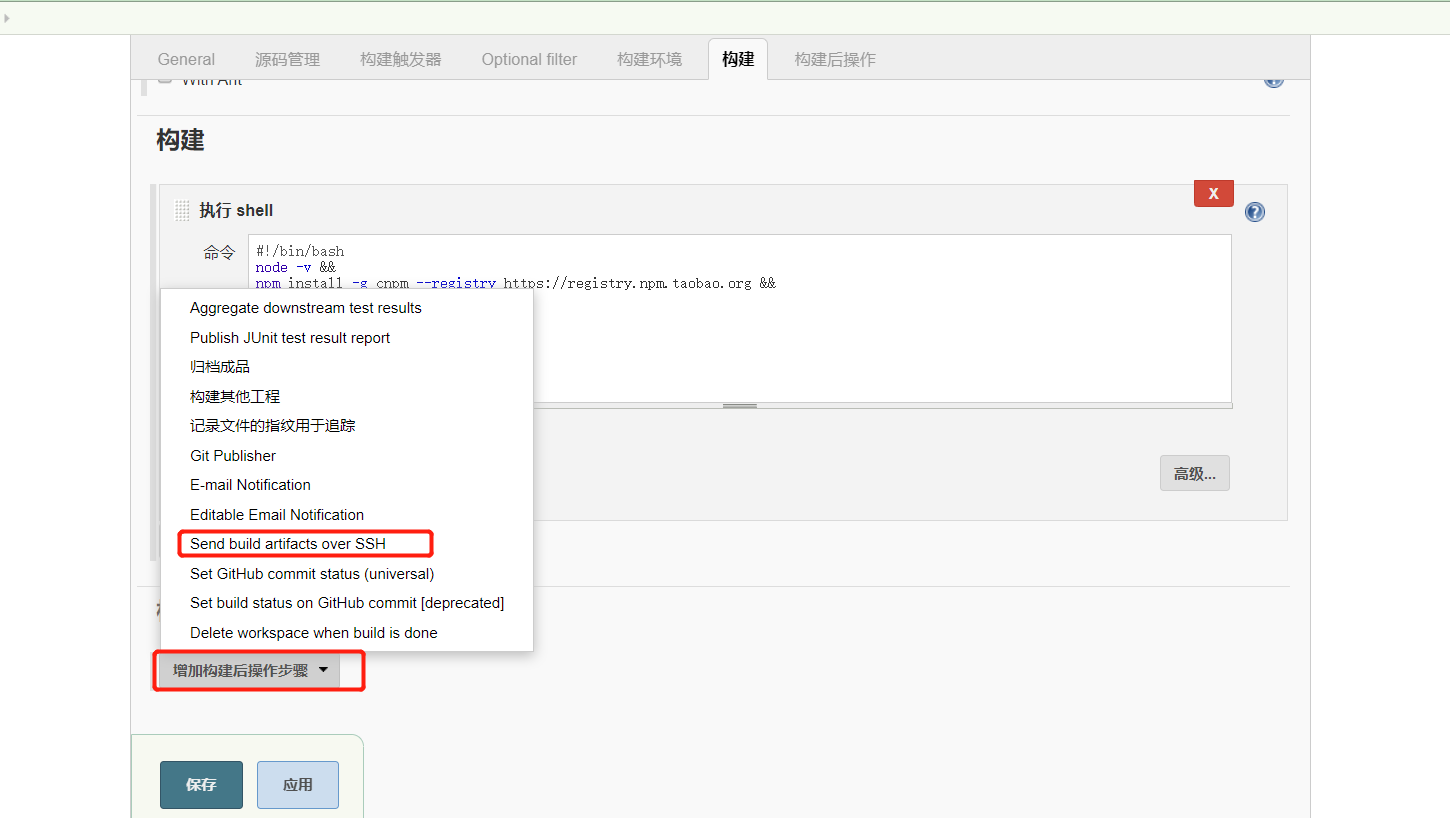 General 源码管理 构建触发器 Optional filter 构建环境 构建 构建后操作
With Ant
构建
X
执行 shell
命令
#!/bin/bash
node -v &&
npm install -g cnpm --registry https://registry.npm.taobao.org &&
Aggregate downstream test results
Publish JUnit test result report
归档成品
构建其他工程
记录文件的指纹用于追踪
Git Publisher
E-mail Notification
高级...
Editable Email Notification
Send build artifacts over SSH
Set GitHub commit status (universal)
Set build status on GitHub commit [deprecated]
Delete workspace when build is done
增加构建后操作步骤
保存 应用